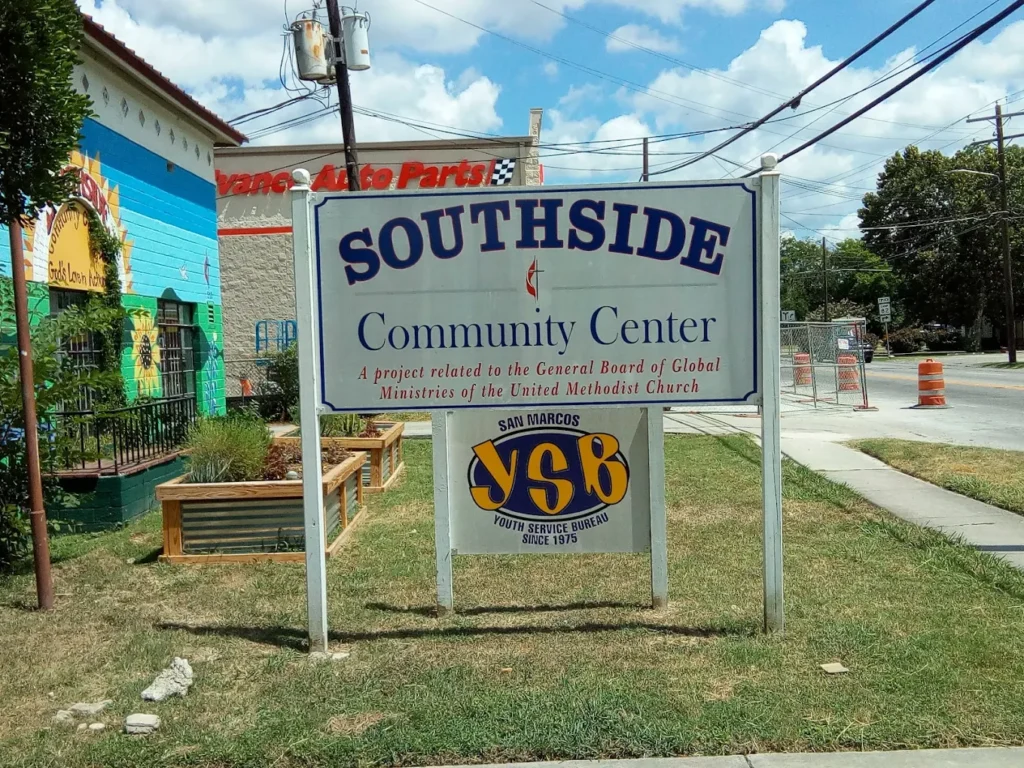 Advance Auto Parts
SOUTHSIDE
Community Center
A project related to the General Board of Global
Ministries of the United Methodist Church
SAN MARCOS
YSB
YOUTH SERVICE BUREAU
SINCE 1975
God's Love in